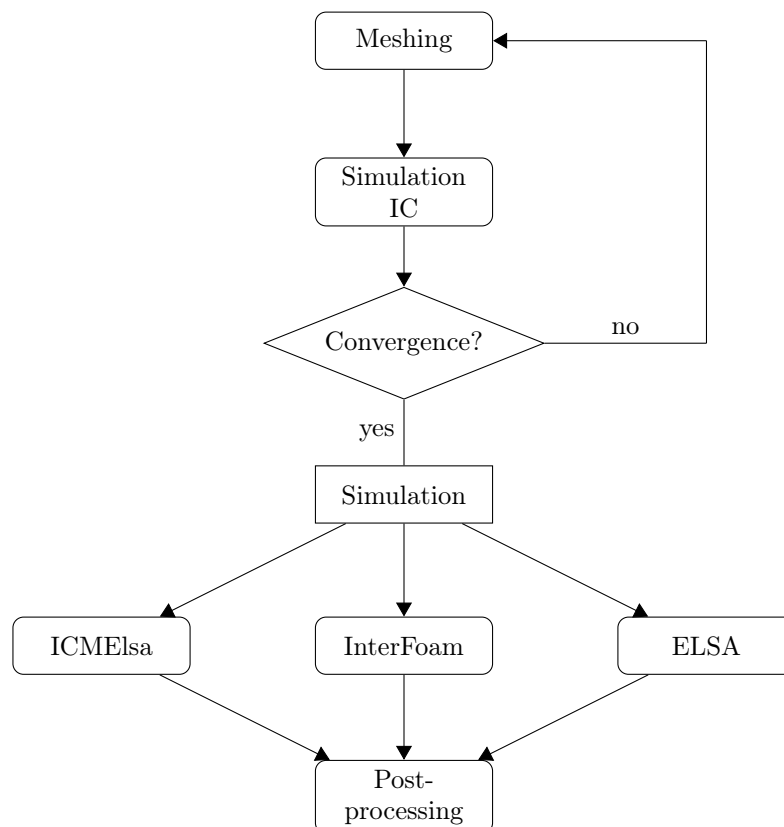 Meshing
Simulation
IC
Convergence?
no
yes
Simulation
ICMElsa
InterFoam
ELSA
Post-
processing